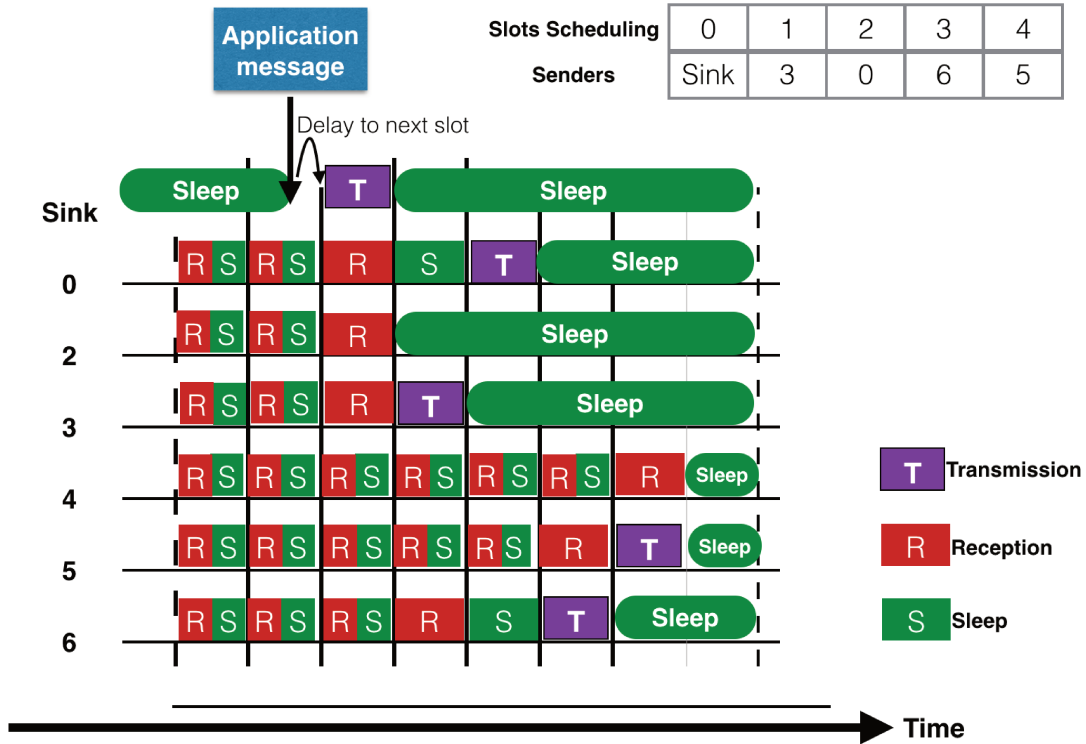 Application
message
Slots Scheduling 0 1 2 3 4
Senders Sink 3 0 6 5
Delay to next slot
Sink Sleep T Sleep
0 R S R S R S T Sleep
2 R S R S R Sleep
3 R S R S R T Sleep
4 R S R S R S R S R S R S R Sleep
5 R S R S R S R S R S R T Sleep
6 R S R S R S R S T Sleep
T Transmission
R Reception
S Sleep
Time